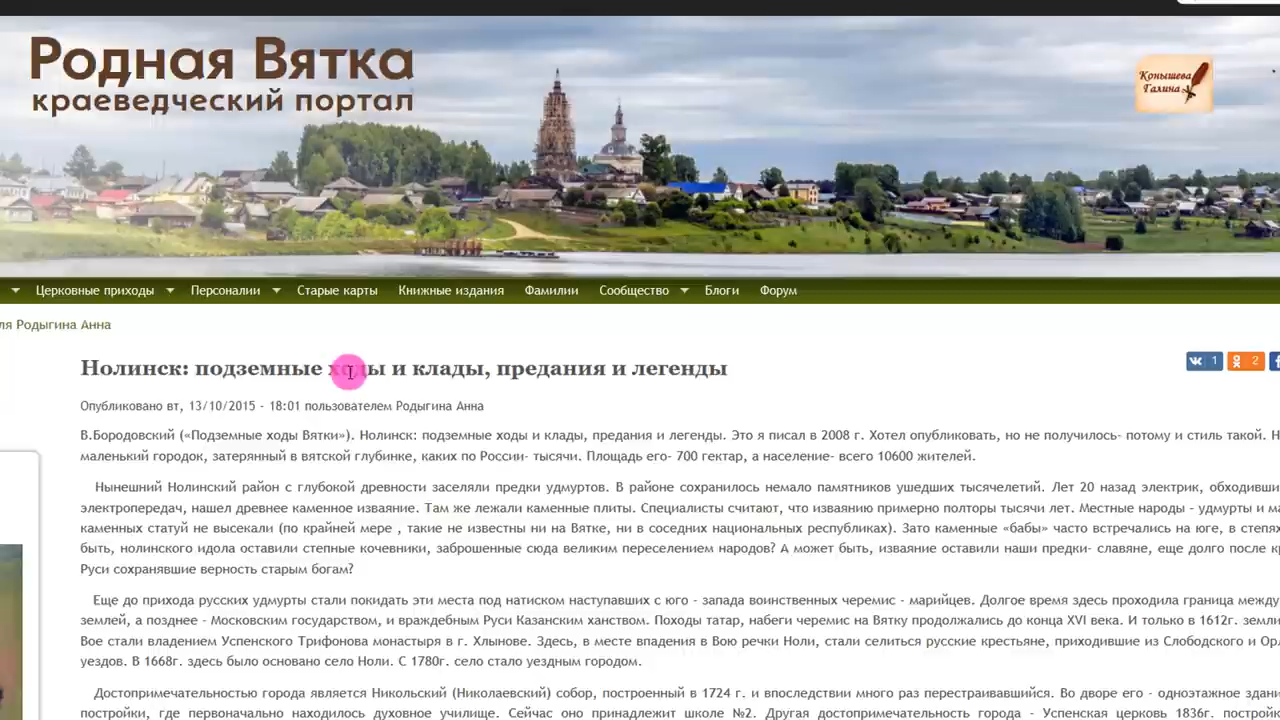 Родная Вятка
краеведческий портал
Конышева
Галина
Церковные приходы Персоналии Старые карты Книжные издания Фамилии Сообщество Блоги Форум
ля Родыгина Анна
Нолинск: подземные ходы и клады, предания и легенды
1 2
Опубликовано вт, 13/10/2015 - 18:01 пользователем Родыгина Анна
В.Бородовский («Подземные ходы Вятки»). Нолинск: подземные ходы и клады, предания и легенды. Это я писал в 2008 г. Хотел опубликовать, но не получилось- потому и стиль такой. Н
маленький городок, затерянный в вятской глубинке, каких по России- тысячи. Площадь его- 700 гектар, а население- всего 10600 жителей.
Нынешний Нолинский район с глубокой древности заселяли предки удмуртов. В районе сохранилось немало памятников ушедших тысячелетий. Лет 20 назад электрик, обходивши
электропередач, нашел древнее каменное изваяние. Там же лежали каменные плиты. Специалисты считают, что изваянию примерно полторы тысячи лет. Местные народы - удмурты и ма
каменных статуй не высекали (по крайней мере , такие не известны ни на Вятке, ни в соседних национальных республиках). Зато каменные «бабы» часто встречались на юге, в степях
быть, нолинского идола оставили степные кочевники, заброшенные сюда великим переселением народов? А может быть, изваяние оставили наши предки- славяне, еще долго после к
Руси сохранявшие верность старым богам?
Еще до прихода русских удмурты стали покидать эти места под натиском наступавших с юго - запада воинственных черемис - марийцев. Долгое время здесь проходила граница между
землей, а позднее - Московским государством, и враждебным Руси Казанским ханством. Походы татар, набеги черемис на Вятку продолжались до конца XVI века. И только в 1612г. земли
Вое стали владением Успенского Трифонова монастыря в г. Хлынове. Здесь, в месте впадения в Вою речки Ноли, стали селиться русские крестьяне, приходившие из Слободского и Ор
уездов. В 1668г. здесь было основано село Ноли. С 1780г. село стало уездным городом.
Достопримечательностью города является Никольский (Николаевский) собор, построенный в 1724 г. и впоследствии много раз перестраивавшийся. Во дворе его - одноэтажное здани
постройки, где первоначально находилось духовное училище. Сейчас оно принадлежит школе №2. Другая достопримечательность города - Успенская церковь 1836г. постройк